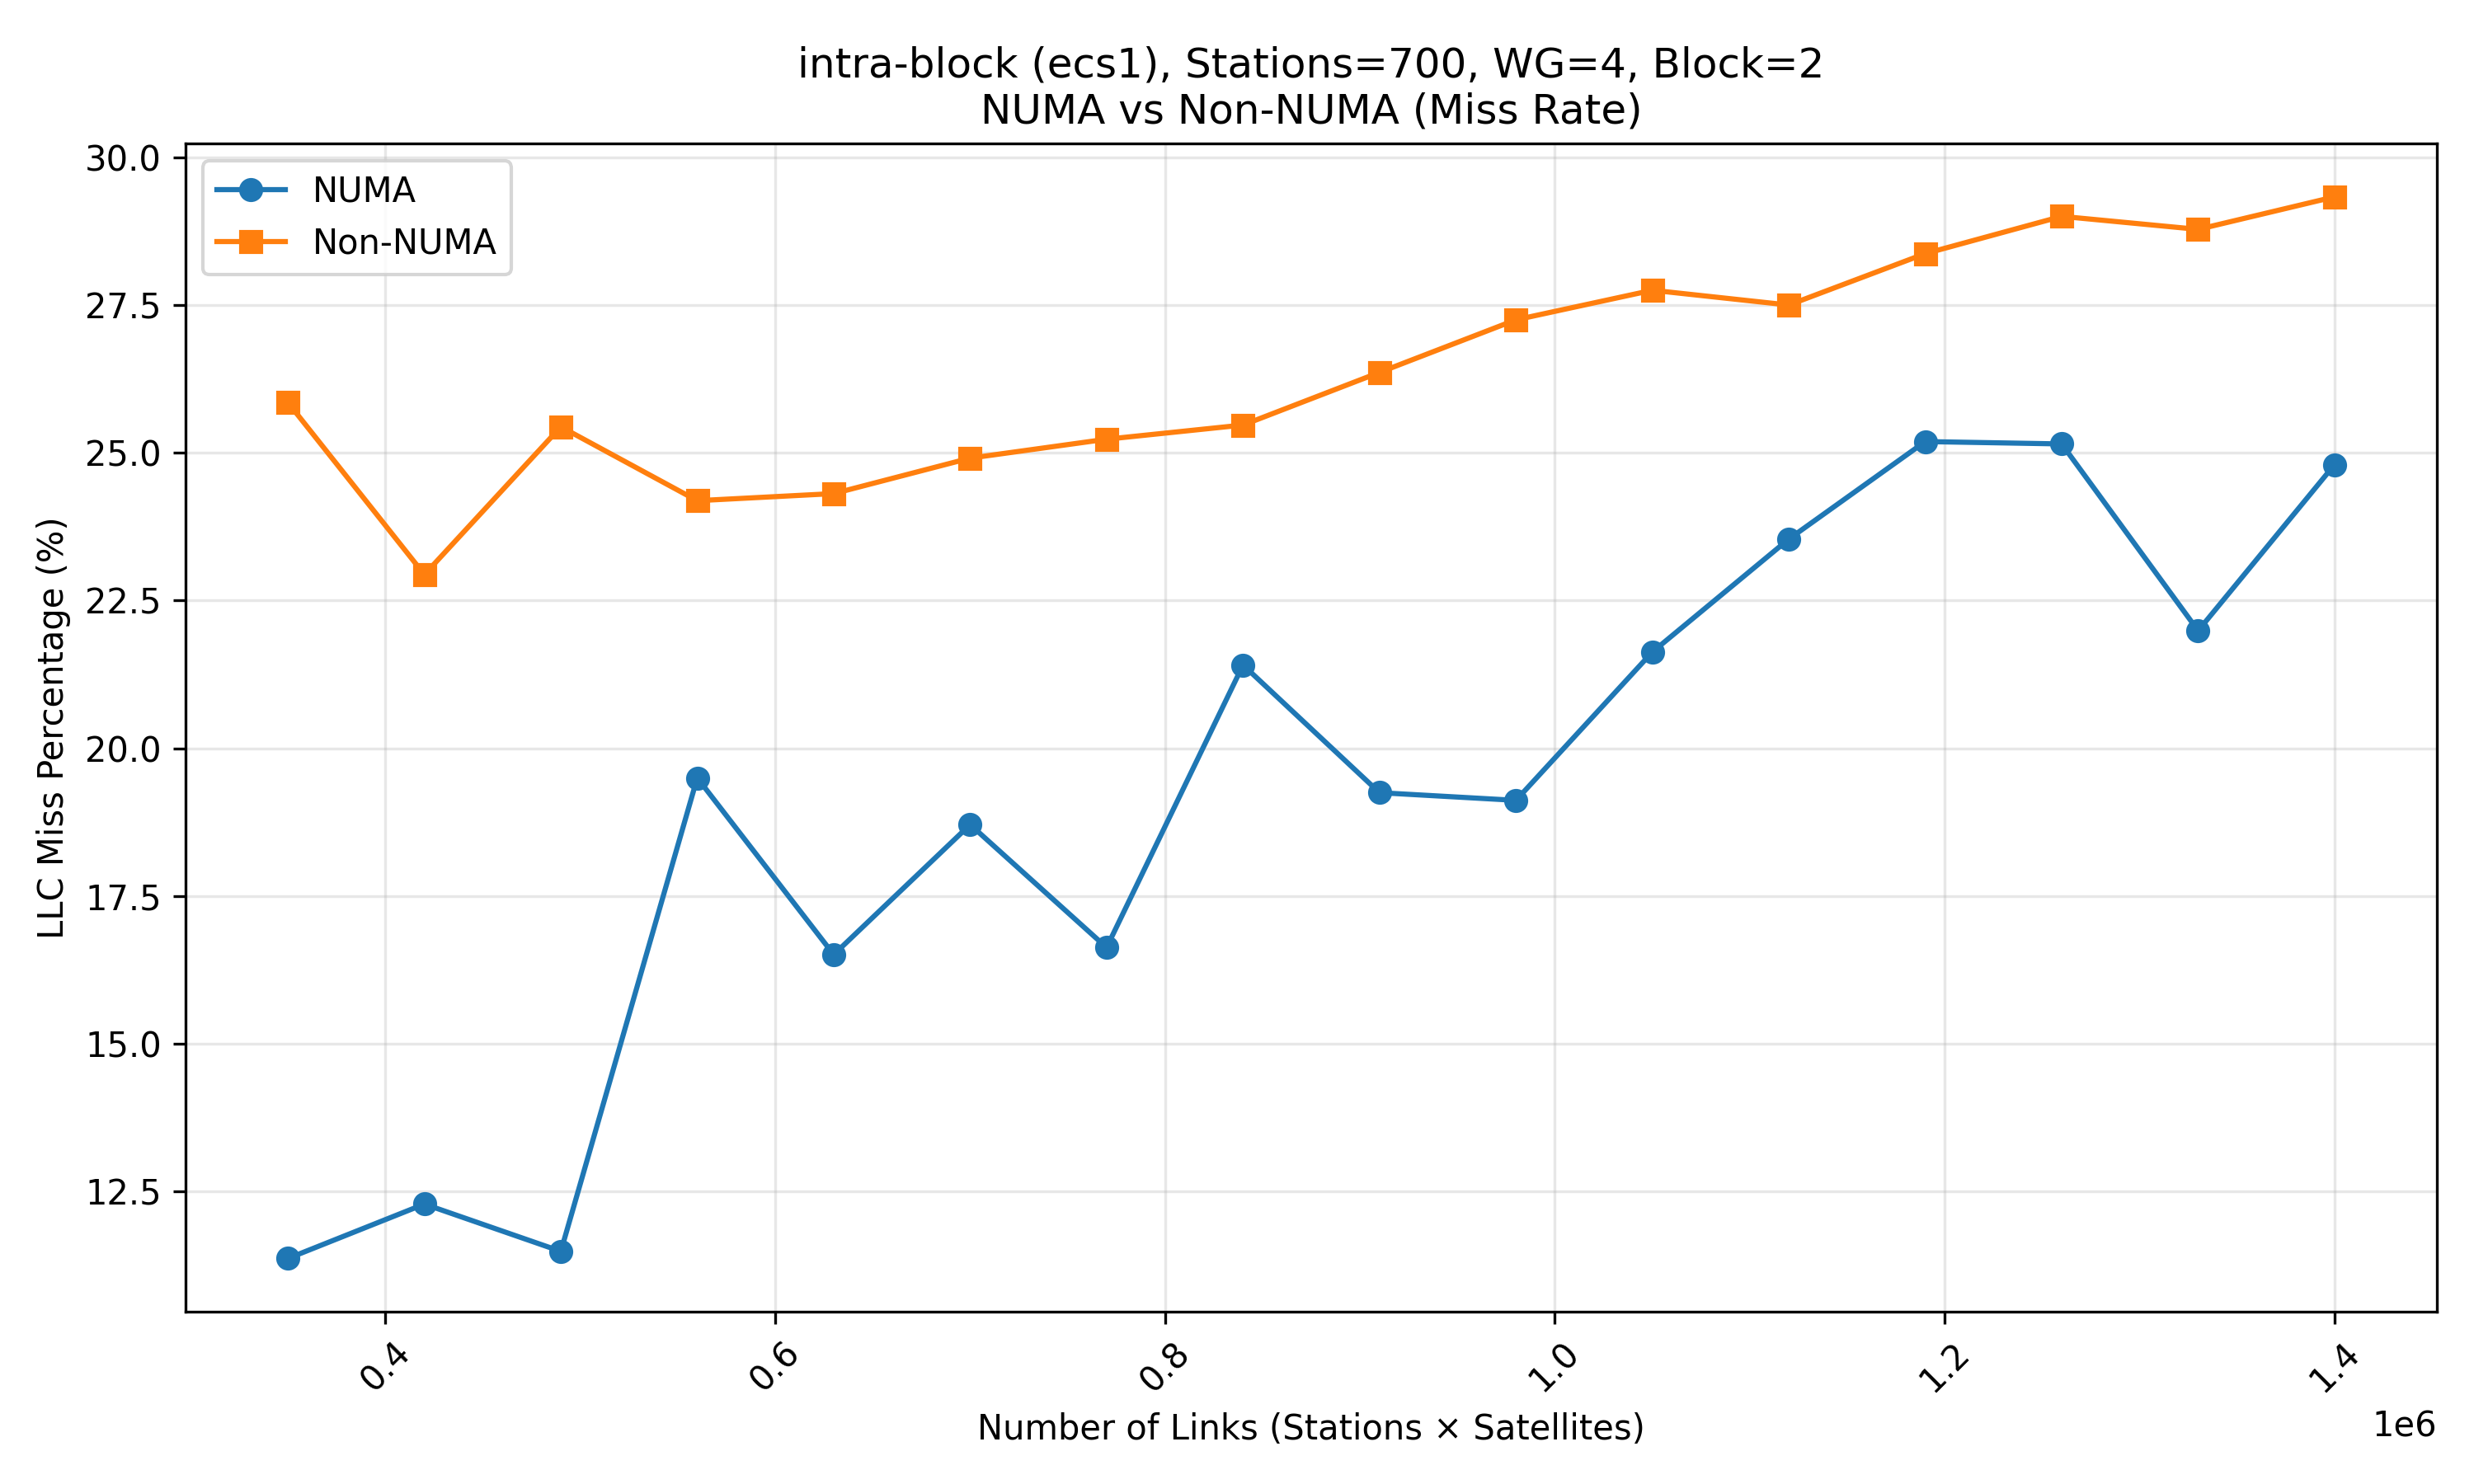 intra-block (ecs1), Stations=700, WG=4, Block=2
NUMA vs Non-NUMA (Miss Rate)
NUMA
Non-NUMA
LLC Miss Percentage (%)
30.0
27.5
25.0
22.5
20.0
17.5
15.0
12.5
0.4
0.6
0.8
1.0
1.2
1.4
1e6
Number of Links (Stations × Satellites)